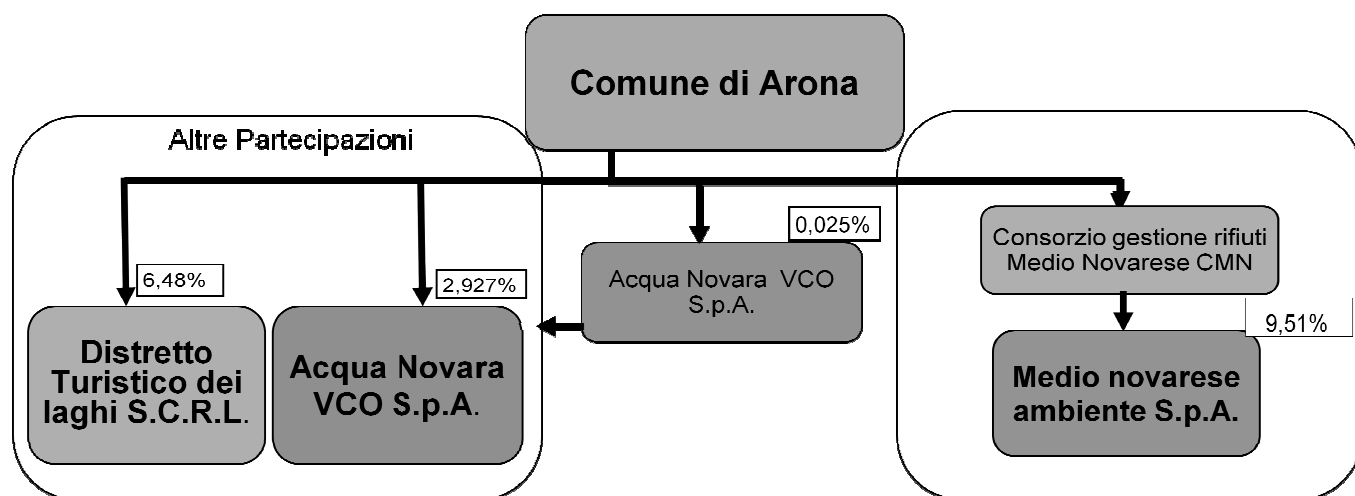 Comune di Arona
Altre Partecipazioni
6,48%
Distretto
Turistico dei
laghi S.C.R.L.
2,927%
Acqua Novara
VCO S.p.A.
0,025%
Acqua Novara VCO
S.p.A.
Consorzio gestione rifiuti
Medio Novarese CMN
9,51%
Medio novarese
ambiente S.p.A.